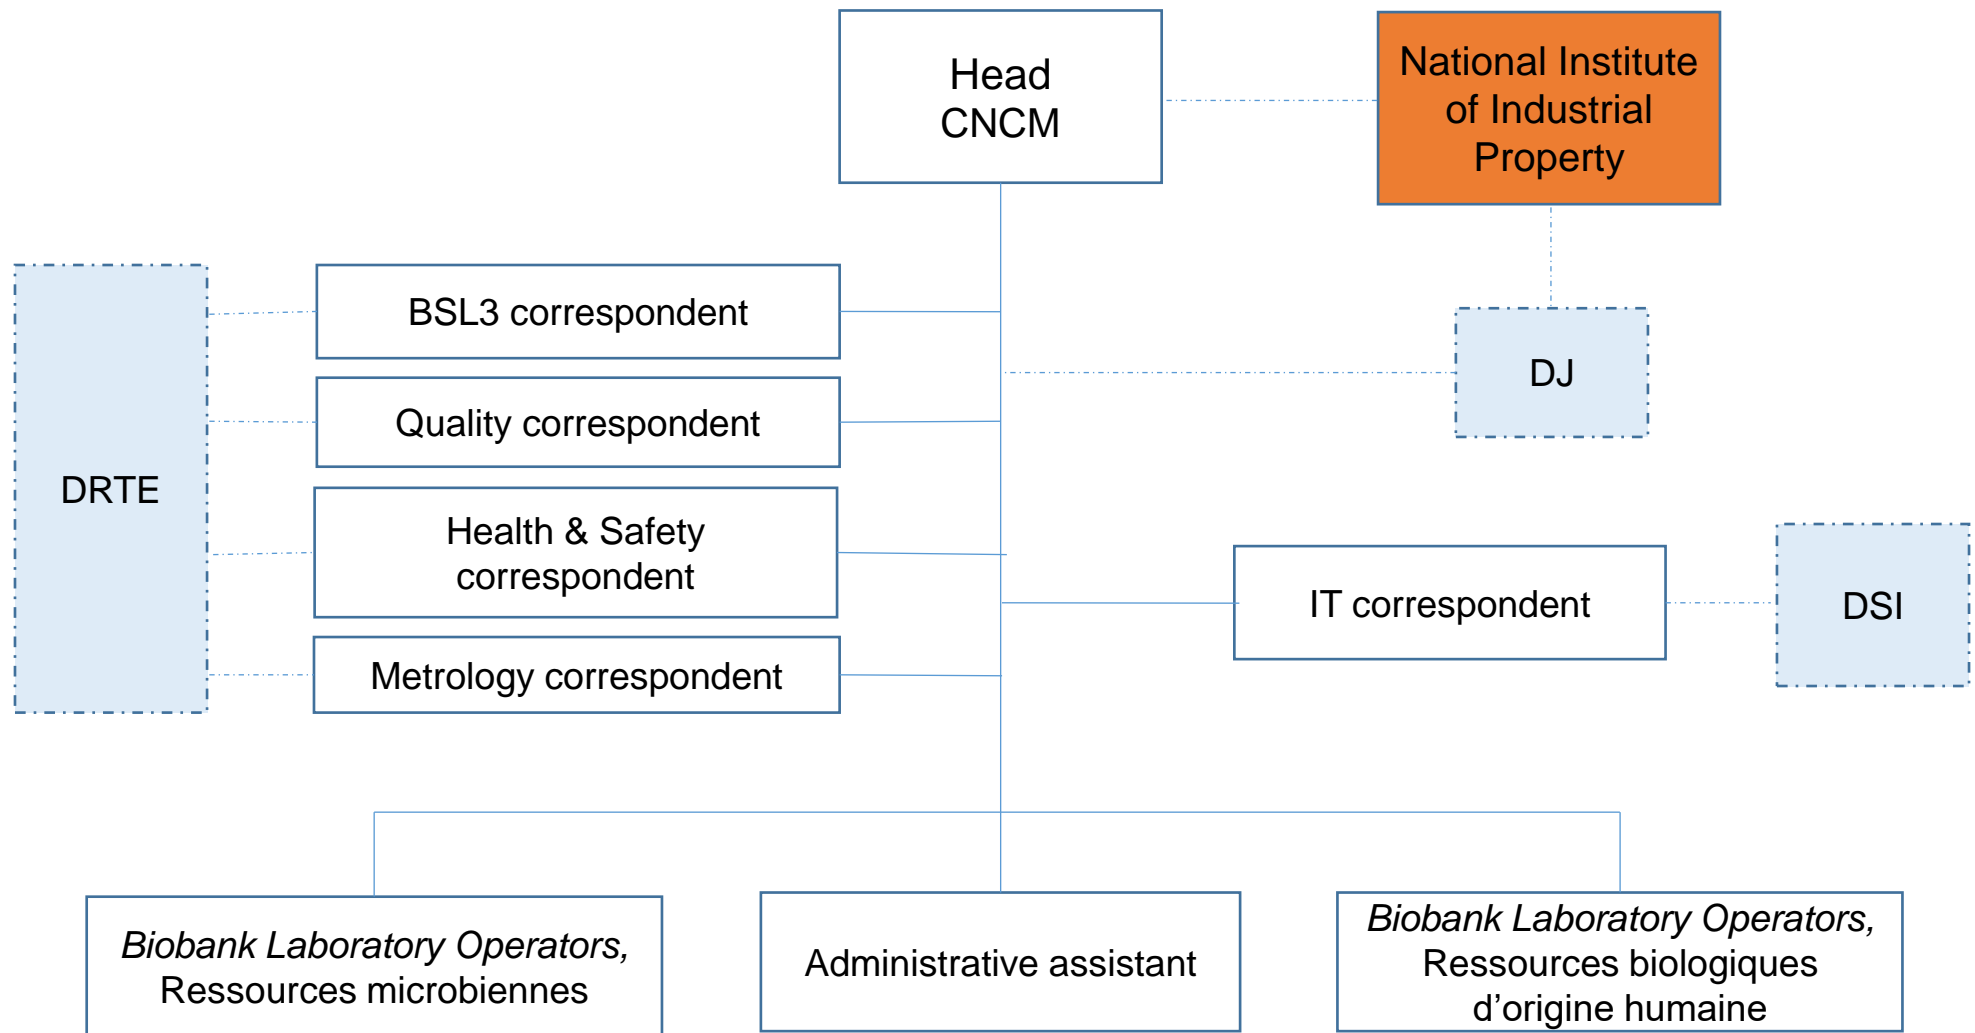 Head
CNCM
National Institute
of Industrial
Property
BSL3 correspondent
DJ
Quality correspondent
DRTE
Health & Safety
correspondent
IT correspondent
DSI
Metrology correspondent
Biobank Laboratory Operators,
Ressources microbiennes
Administrative assistant
Biobank Laboratory Operators,
Ressources biologiques
d’origine humaine